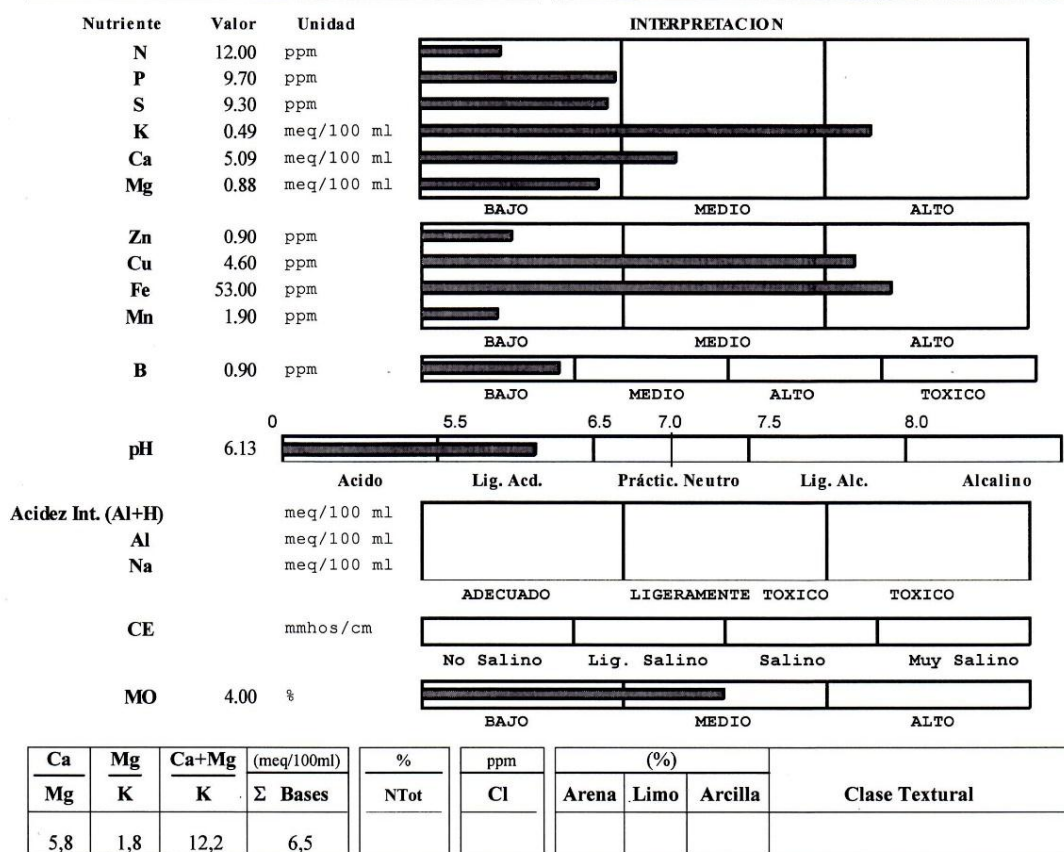 Nutriente Valor Unidad INTERPRETACION
N 12.00 ppm
P 9.70 ppm
S 9.30 ppm
K 0.49 meq/100 ml
Ca 5.09 meq/100 ml
Mg 0.88 meq/100 ml
BAJO MEDIO ALTO
Zn 0.90 ppm
Cu 4.60 ppm
Fe 53.00 ppm
Mn 1.90 ppm
BAJO MEDIO ALTO
B 0.90 ppm
BAJO MEDIO ALTO TOXICO
0 5.5 6.5 7.0 7.5 8.0
pH 6.13
Acido Lig. Acd. Práctic. Neutro Lig. Alc. Alcalino
Acidez Int. (Al+H) meq/100 ml
Al meq/100 ml
Na meq/100 ml
ADECUADO LIGERAMENTE TOXICO TOXICO
CE mmhos/cm
No Salino Lig. Salino Salino Muy Salino
MO 4.00 %
BAJO MEDIO ALTO
Ca Mg Ca+Mg (meq/100ml) % ppm (%)
Mg K K Σ Bases NTot Cl Arena Limo Arcilla Clase Textural
5,8 1,8 12,2 6,5